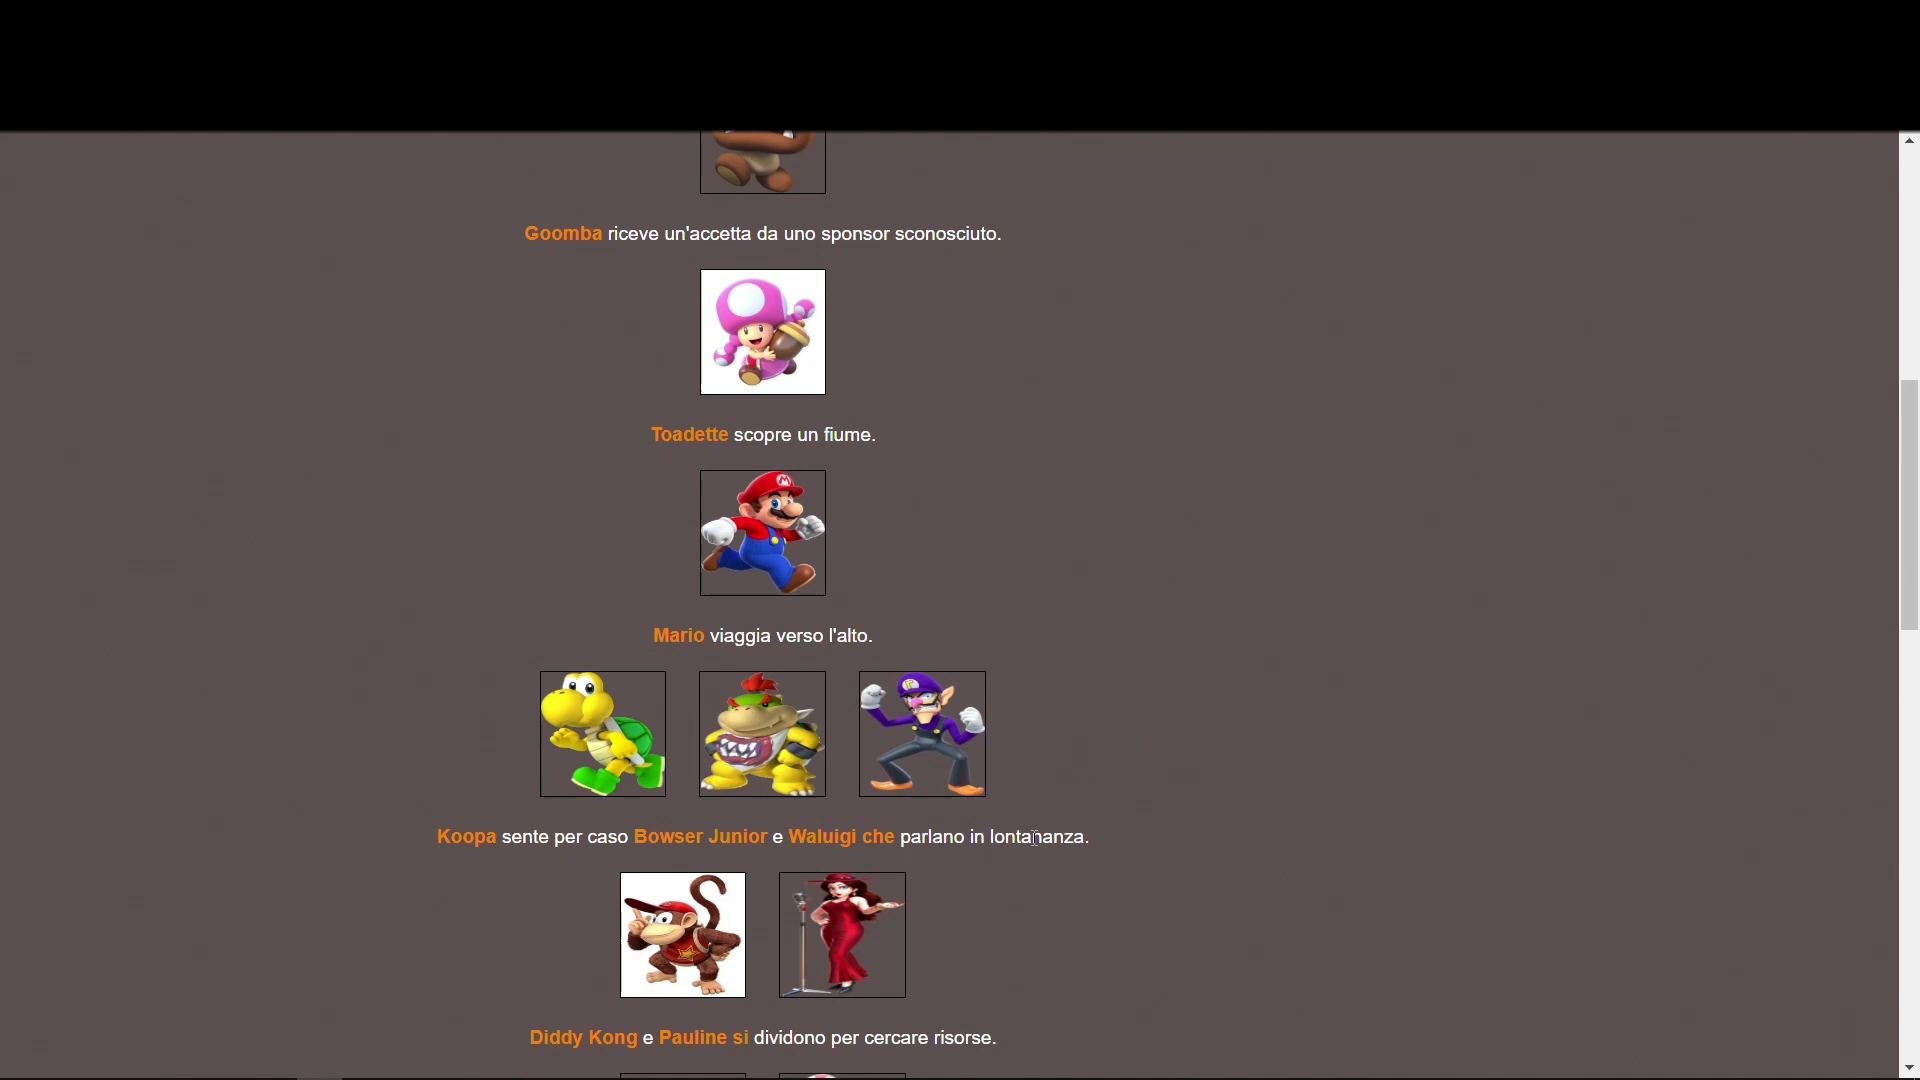 Goomba riceve un'accetta da uno sponsor sconosciuto.
Toadette scopre un fiume.
Mario viaggia verso l'alto.
Koopa sente per caso Bowser Junior e Waluigi che parlano in lontananza.
Diddy Kong e Pauline si dividono per cercare risorse.